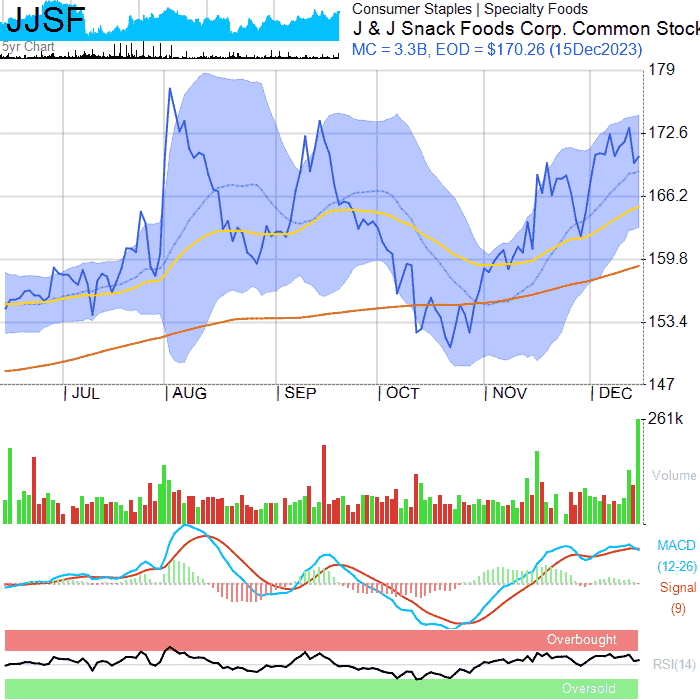 JJSF
5yr Chart
Consumer Staples | Specialty Foods
J & J Snack Foods Corp. Common Stock
MC = 3.3B, EOD = $170.26 (15Dec2023)
179
172.6
166.2
159.8
153.4
147
JUL AUG SEP OCT NOV DEC
261k
Volume
MACD
(12-26)
Signal
(9)
Overbought
RSI(14)
Oversold